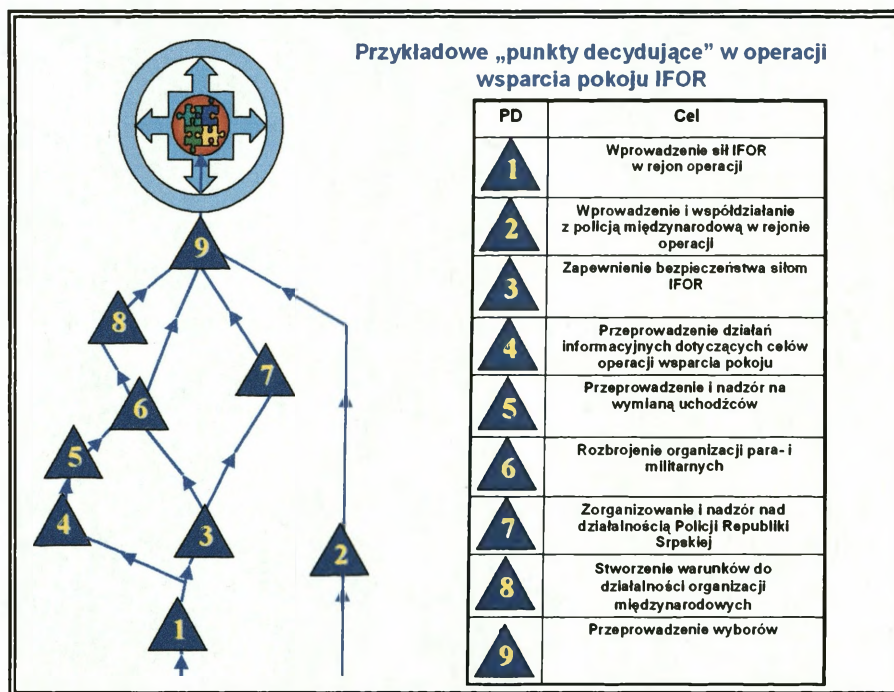 Przykładowe „punkty decydujące” w operacji
wsparcia pokoju IFOR
PD Cel
1 Wprowadzenie sił IFOR
w rejon operacji
2 Wprowadzenie i współdziałanie
z policją międzynarodową w rejonie
operacji
3 Zapewnienie bezpieczeństwa siłom
IFOR
4 Przeprowadzenie działań
informacyjnych dotyczących celów
operacji wsparcia pokoju
5 Przeprowadzenie i nadzór na
wymianą uchodźców
6 Rozbrojenie organizacji para- i
militarnych
7 Zorganizowanie i nadzór nad
działalnością Policji Republiki
Srpskiej
8 Stworzenie warunków do
działalności organizacji
międzynarodowych
9 Przeprowadzenie wyborów
9
8
7
6
5
4
3
2
1